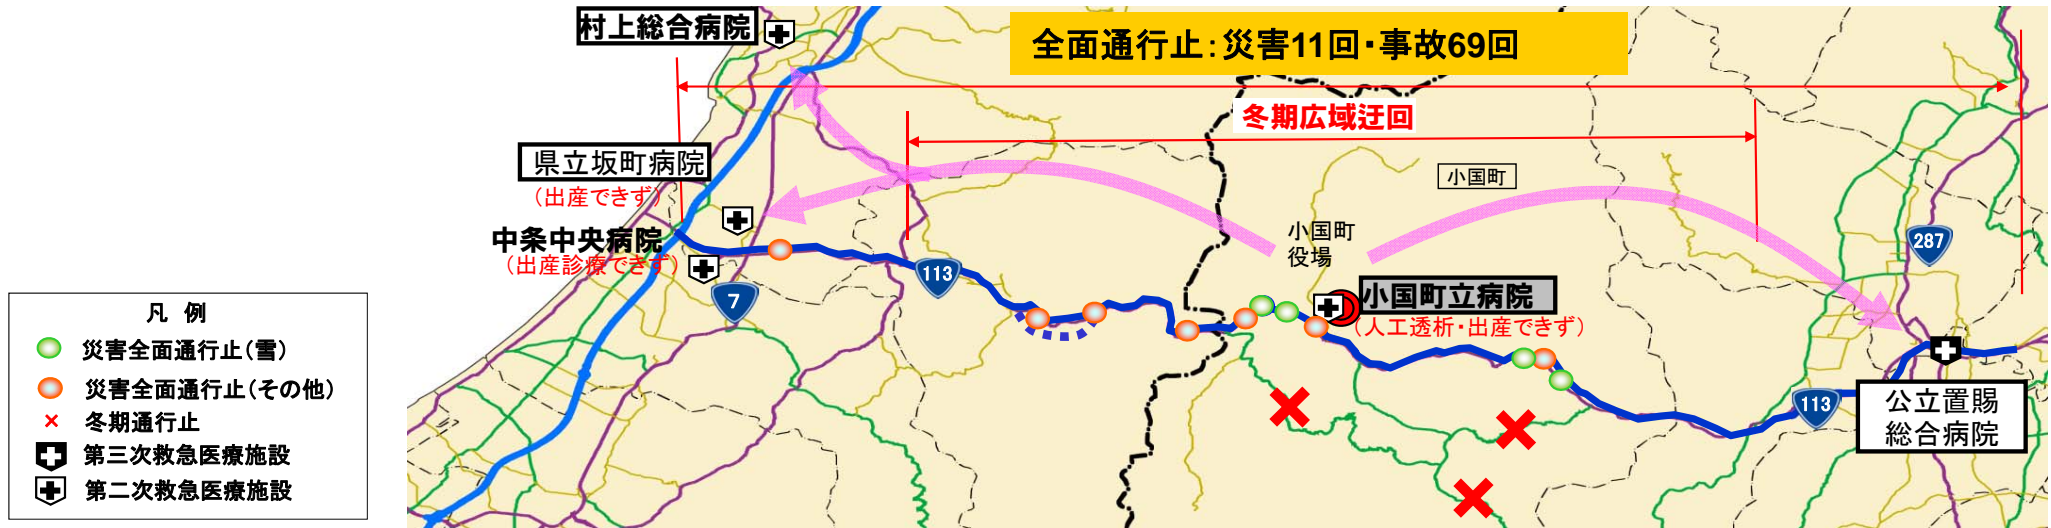 村上総合病院
全面通行止：災害11回・事故69回
冬期広域迂回
県立坂町病院
（出産できず）
小国町
中条中央病院
（出産診療できず）
小国町
役場
287
113
7
小国町立病院
（人工透析・出産できず）
113
公立置賜
総合病院
凡 例
災害全面通行止（雪）
災害全面通行止（その他）
冬期通行止
第三次救急医療施設
第二次救急医療施設